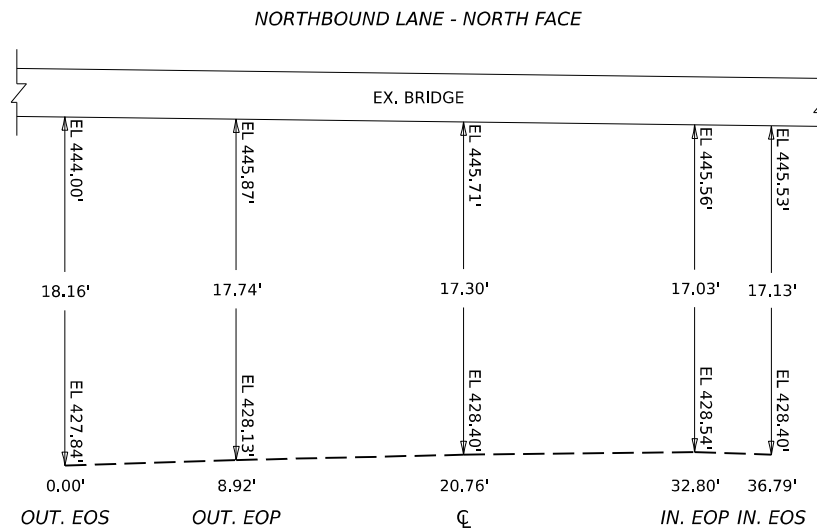 NORTHBOUND LANE - NORTH FACE
EX. BRIDGE
EL 444.00' EL 445.87' EL 445.71' EL 445.56' EL 445.53'
18.16' 17.74' 17.30' 17.03' 17.13'
EL 427.84' EL 428.13' EL 428.40' EL 428.54' EL 428.40'
0.00' 8.92' 20.76' 32.80' 36.79'
OUT. EOS OUT. EOP ℄ IN. EOP IN. EOS